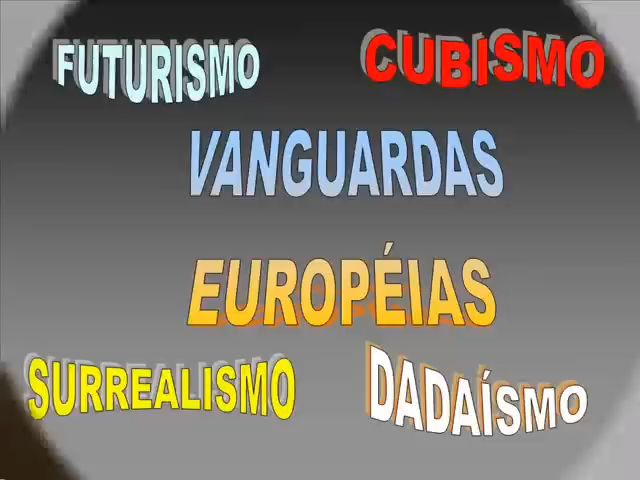 FUTURISMO
CUBISMO
VANGUARDAS
EUROPÉIAS
SURREALISMO
DADAÍSMO